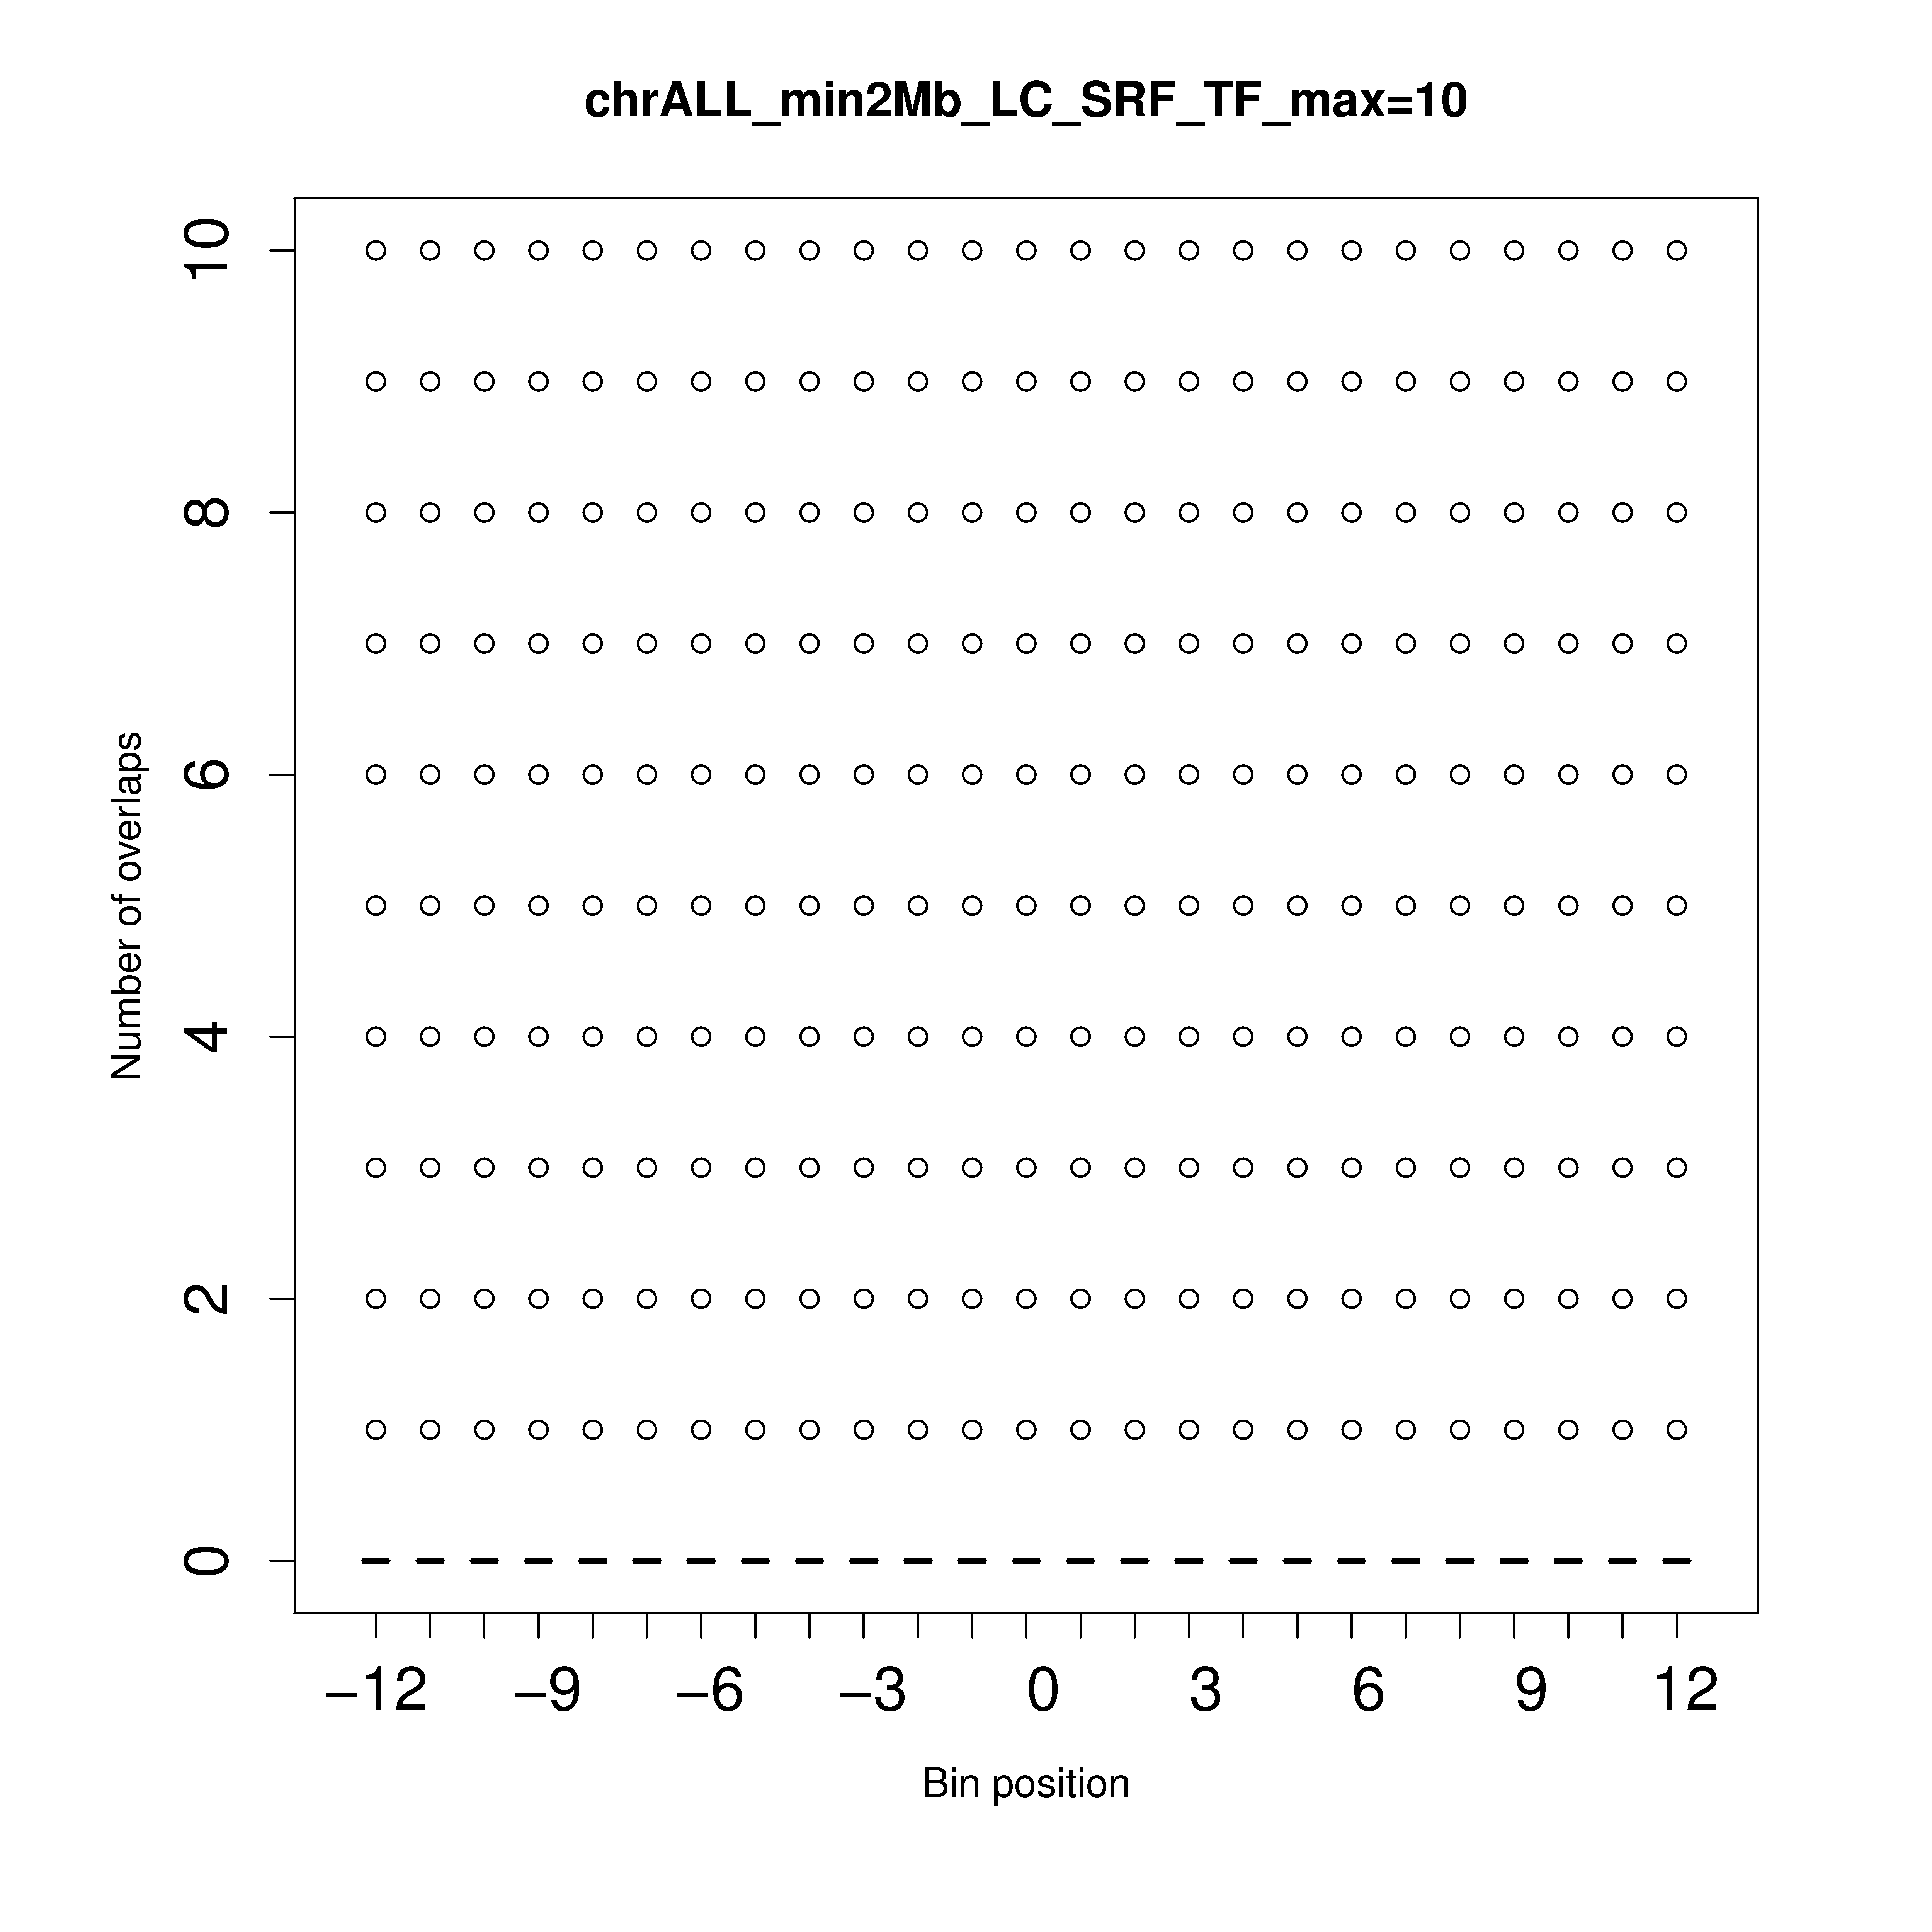 chrALL_min2Mb_LC_SRF_TF_max=10
10
8
6
4
2
0
Number of overlaps
−12 −9 −6 −3 0 3 6 9 12
Bin position